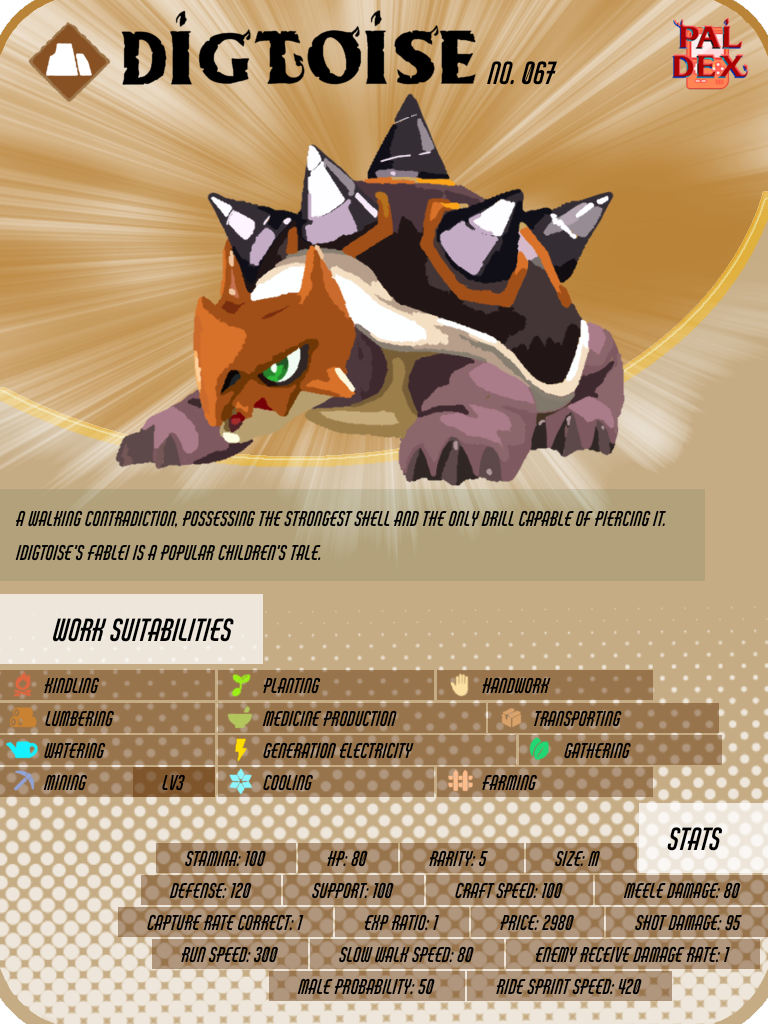 DIGTOISE NO. 067
PAL
DEX
A WALKING CONTRADICTION, POSSESSING THE STRONGEST SHELL AND THE ONLY DRILL CAPABLE OF PIERCING IT.
[DIGTOISE'S FABLE] IS A POPULAR CHILDREN'S TALE.
WORK SUITABILITIES
KINDLING PLANTING HANDWORK
LUMBERING MEDICINE PRODUCTION TRANSPORTING
WATERING GENERATION ELECTRICITY GATHERING
MINING LV3 COOLING FARMING
STATS
STAMINA: 100 HP: 80 RARITY: 5 SIZE: M
DEFENSE: 120 SUPPORT: 100 CRAFT SPEED: 100 MEELE DAMAGE: 80
CAPTURE RATE CORRECT: 1 EXP RATIO: 1 PRICE: 2980 SHOT DAMAGE: 95
RUN SPEED: 300 SLOW WALK SPEED: 80 ENEMY RECEIVE DAMAGE RATE: 1
MALE PROBABILITY: 50 RIDE SPRINT SPEED: 420